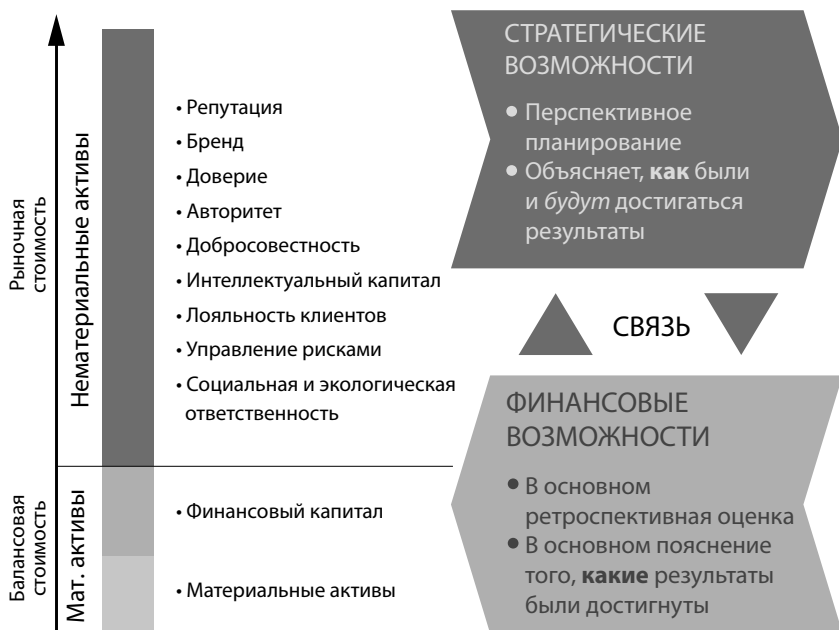 Рыночная
стоимость
Нематериальные активы
• Репутация
• Бренд
• Доверие
• Авторитет
• Добросовестность
• Интеллектуальный капитал
• Лояльность клиентов
• Управление рисками
• Социальная и экологическая
ответственность
Балансовая
стоимость
Мат. активы
• Финансовый капитал
• Материальные активы
СТРАТЕГИЧЕСКИЕ
ВОЗМОЖНОСТИ
• Перспективное
планирование
• Объясняет, как были
и будут достигаться
результаты
СВЯЗЬ
ФИНАНСОВЫЕ
ВОЗМОЖНОСТИ
• В основном
ретроспективная оценка
• В основном пояснение
того, какие результаты
были достигнуты